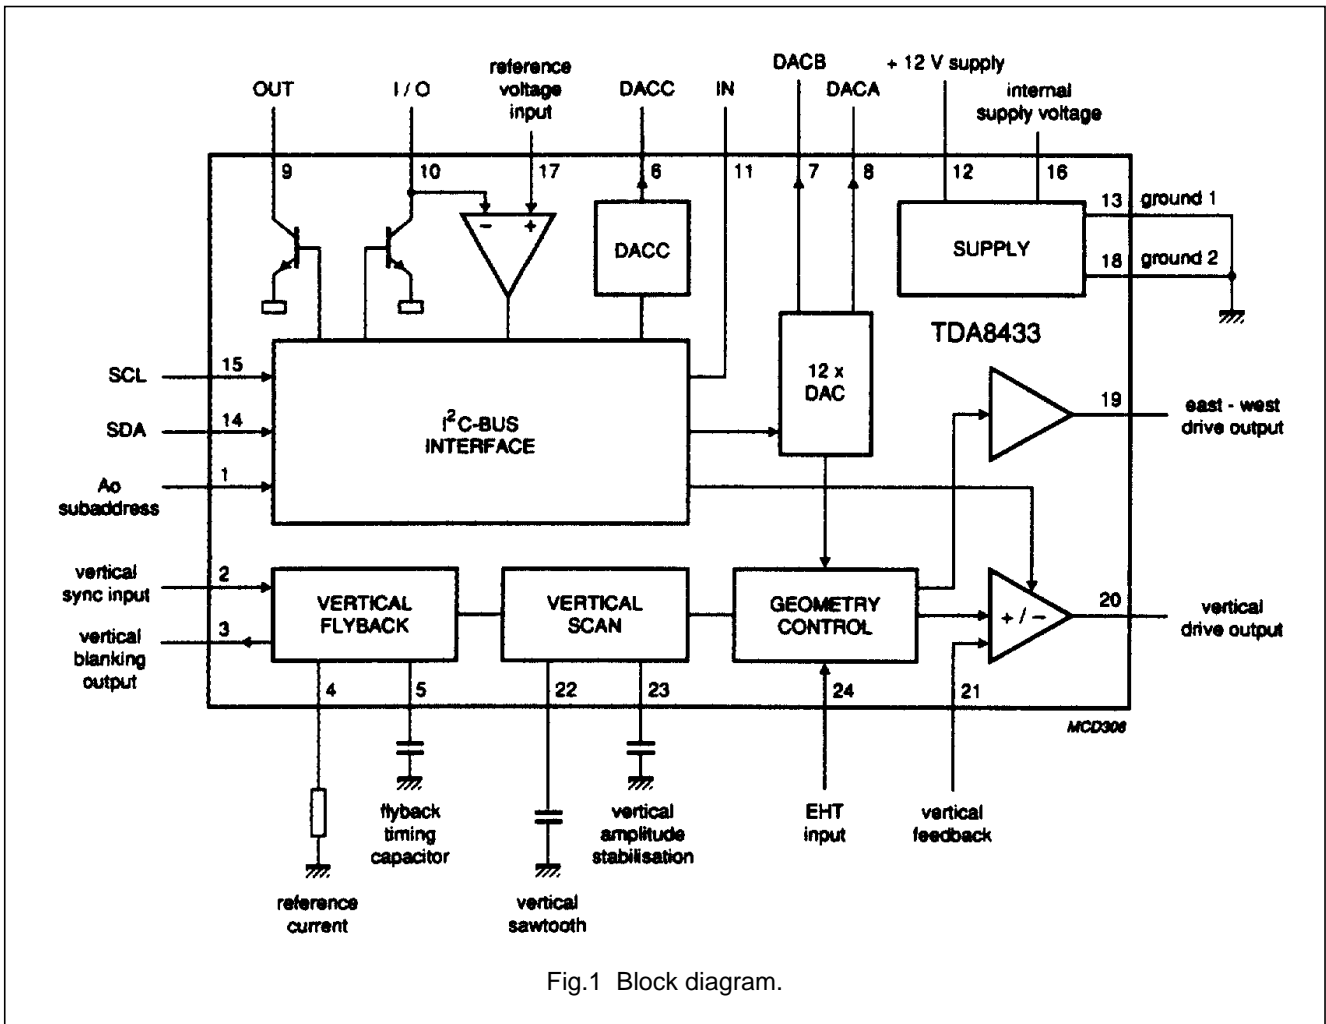 DACB
+ 12 V supply
reference
voltage
input
OUT
I / O
DACC
IN
DACA
internal
supply voltage
9
10
17
6
11
7
8
12
16
13
ground 1
−
+
DACC
SUPPLY
18
ground 2
TDA8433
SCL
15
12 x
DAC
19
east - west
drive output
SDA
14
I²C-BUS
INTERFACE
Ao
subaddress
1
vertical
sync input
2
VERTICAL
FLYBACK
VERTICAL
SCAN
GEOMETRY
CONTROL
+ / −
20
vertical
drive output
vertical
blanking
output
3
4
5
22
23
24
21
MCD306
flyback
timing
capacitor
vertical
amplitude
stabilisation
EHT
input
vertical
feedback
reference
current
vertical
sawtooth
Fig.1 Block diagram.